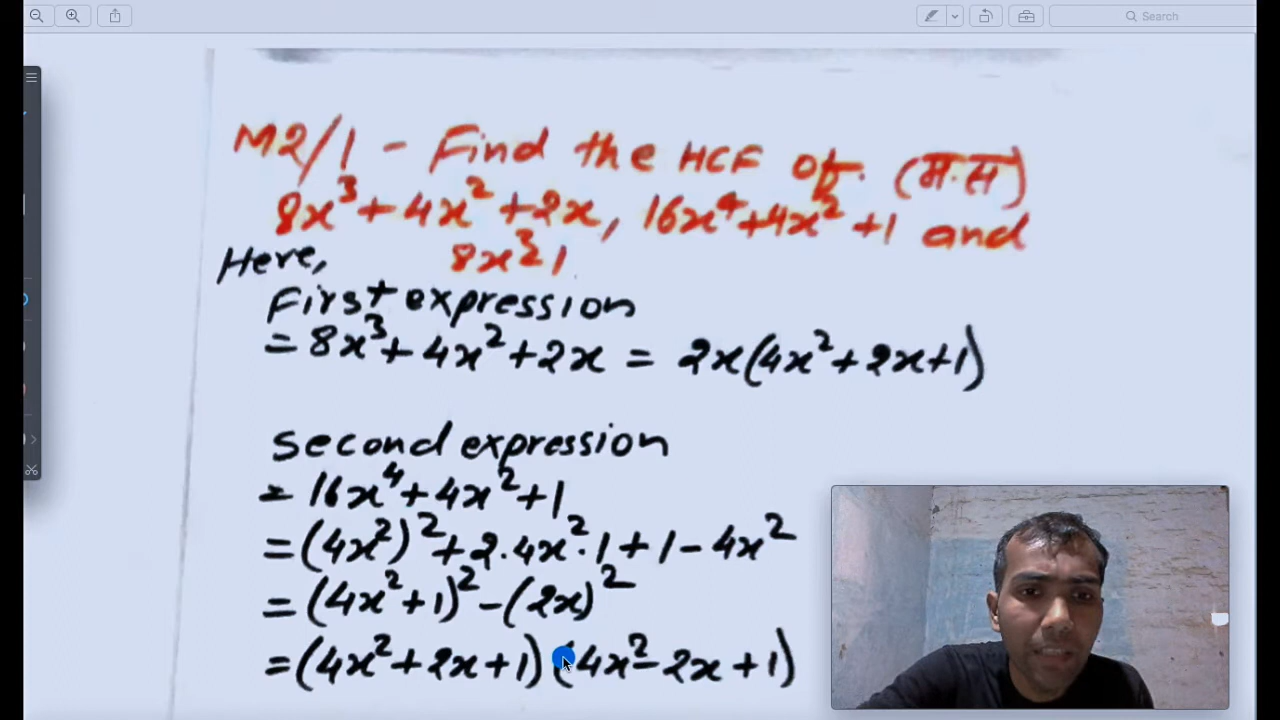 Search
M2/1 - Find the HCF of. (म.स)
8x³+4x²+2x, 16x⁴+4x²+1 and
8x³-1
Here,
First expression
= 8x³+ 4x²+2x = 2x(4x²+2x+1)
Second expression
= 16x⁴+4x²+1
= (4x²)²+2.4x².1+1-4x²
= (4x²+1)²-(2x)²
= (4x²+2x+1)(4x²-2x+1)